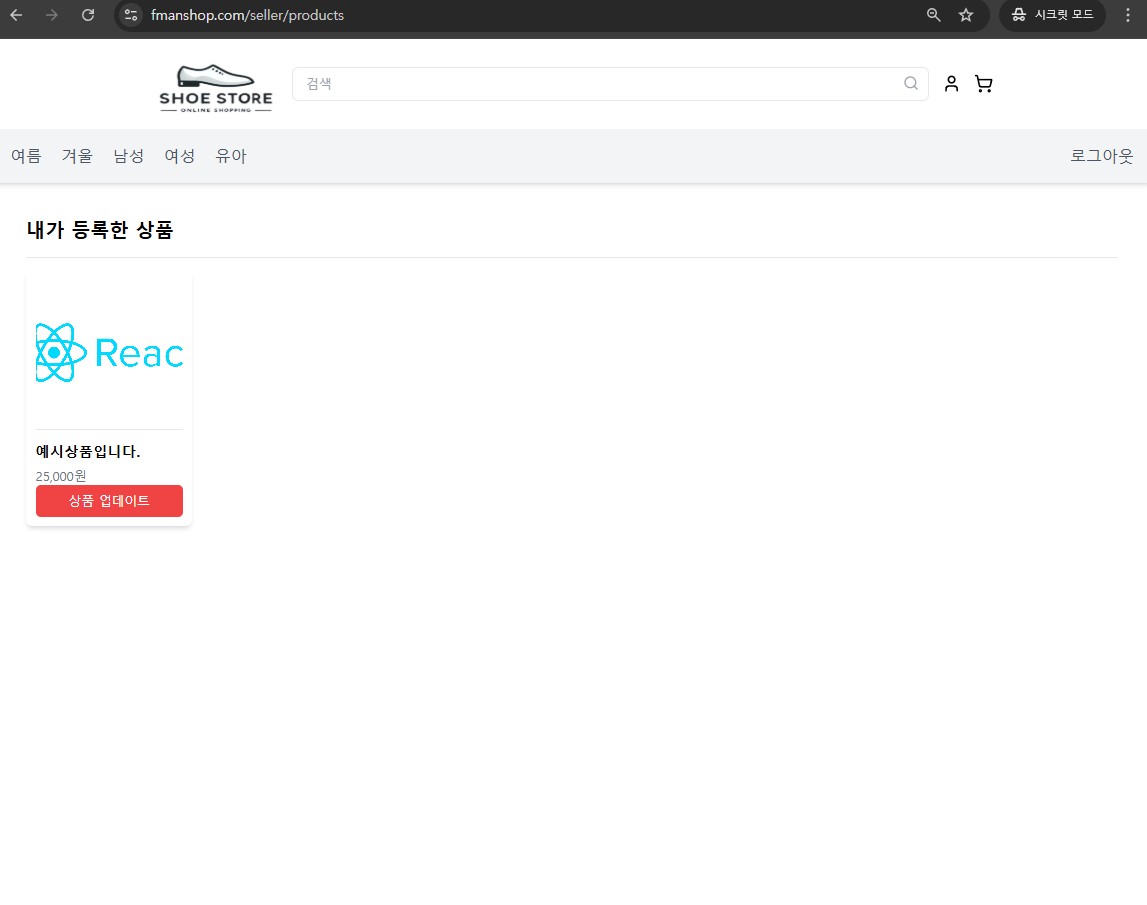 fmanshop.com/seller/products
시크릿 모드
SHOE STORE
ONLINE SHOPPING
검색
여름 겨울 남성 여성 유아 로그아웃
내가 등록한 상품
Reac
예시상품입니다.
25,000원
상품 업데이트